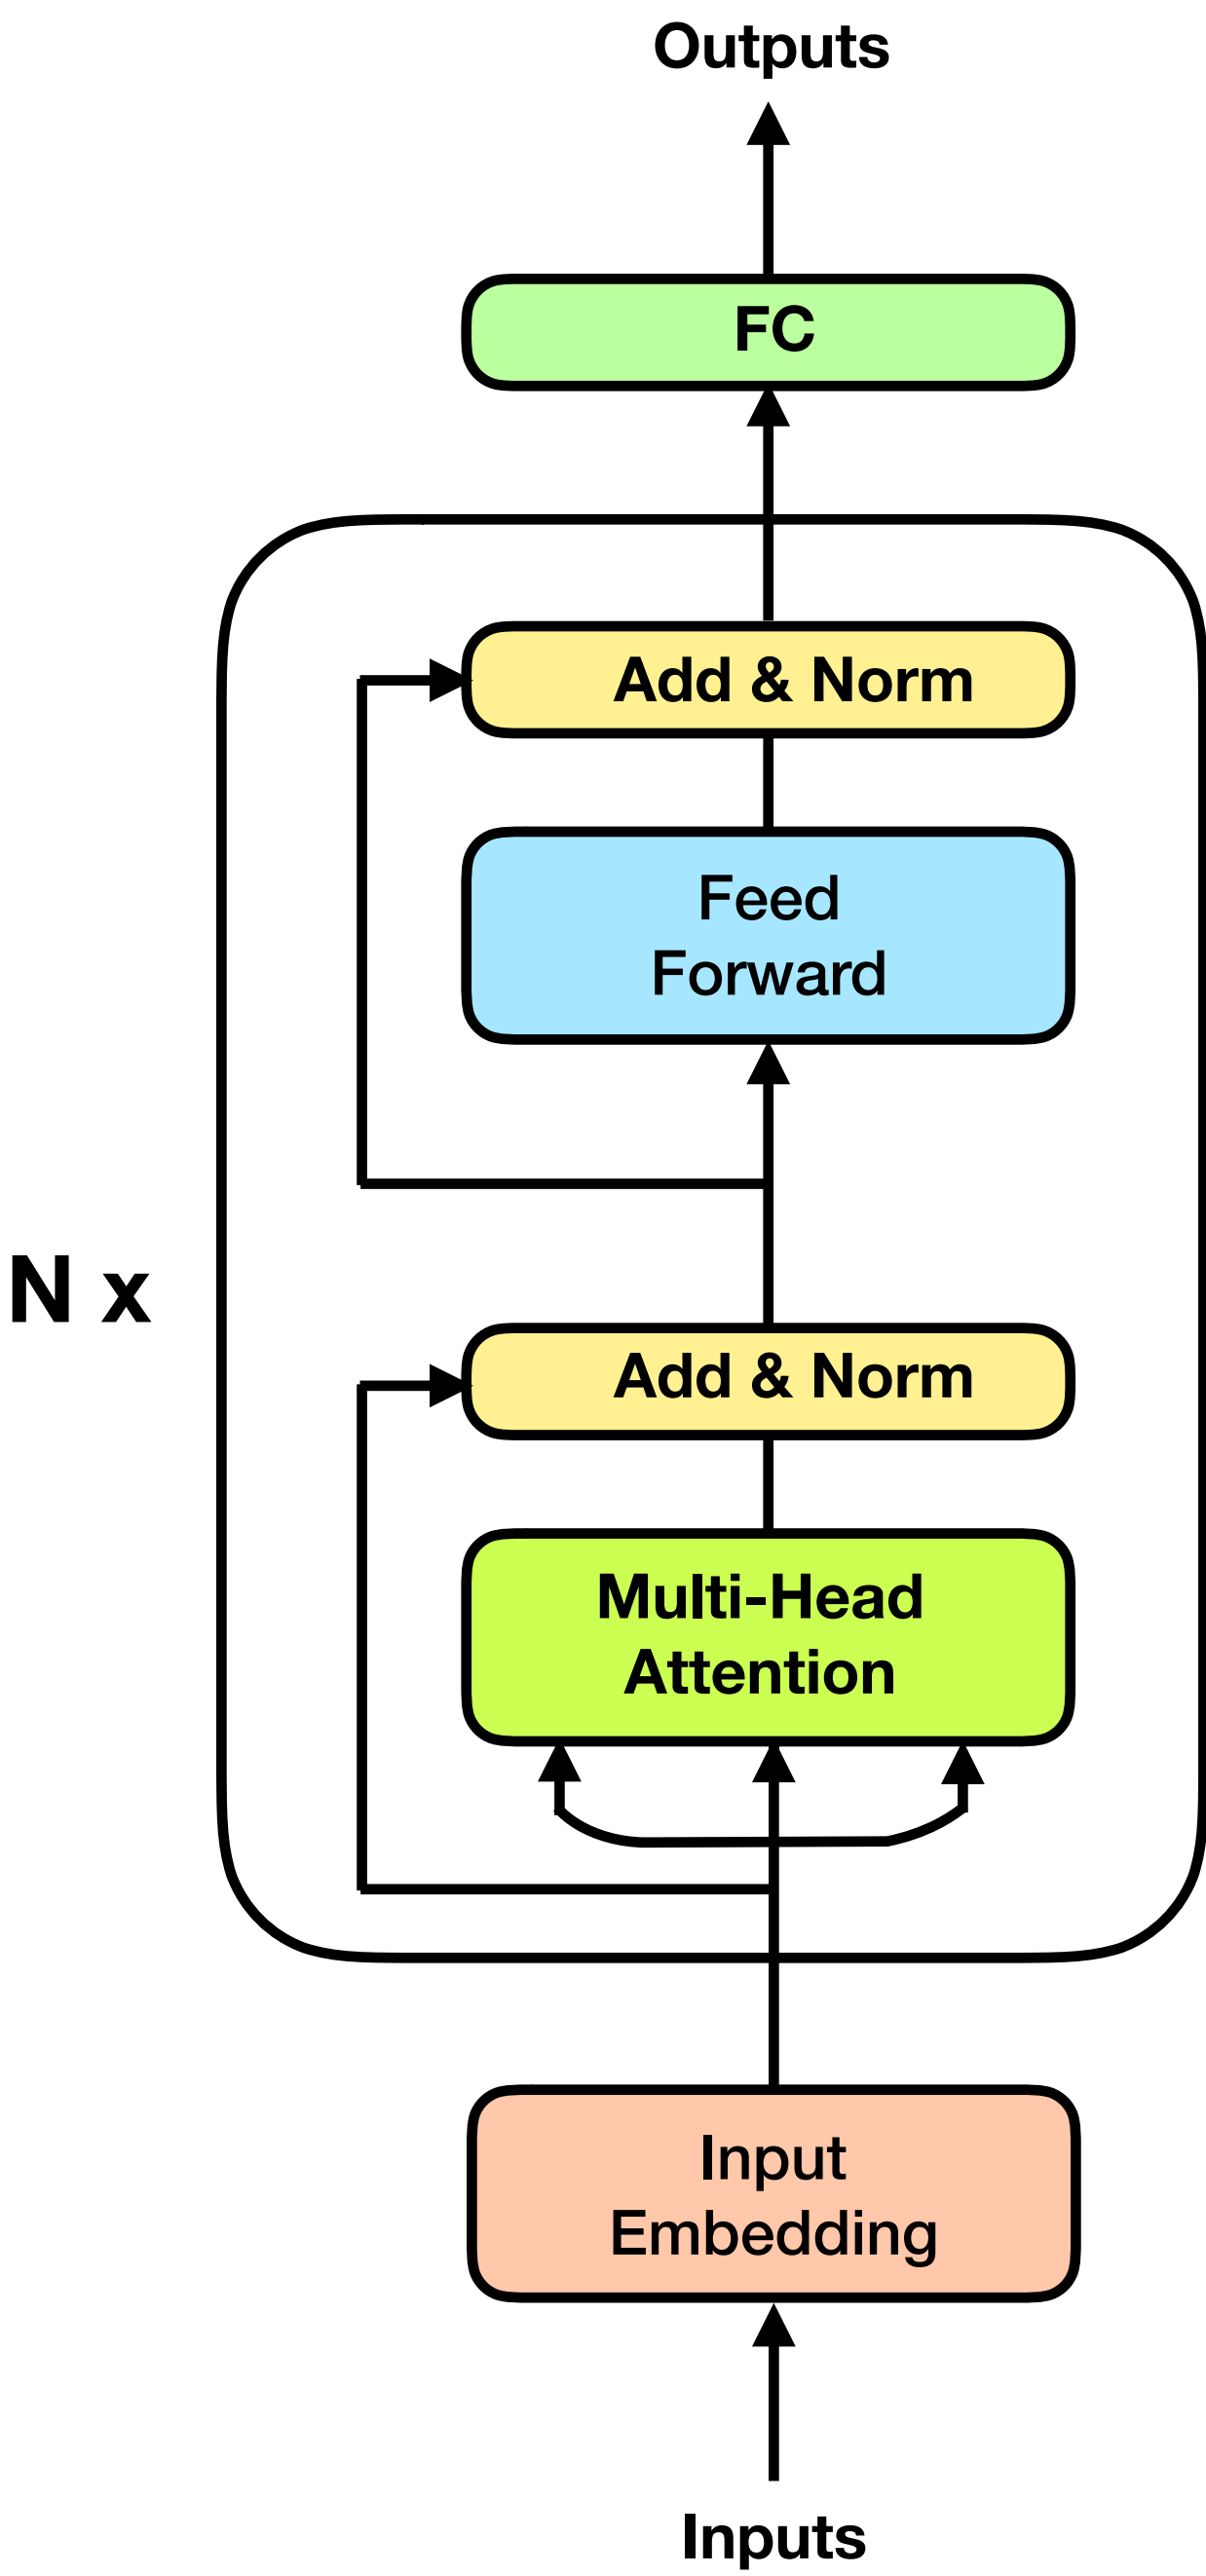 Outputs
FC
Add & Norm
Feed
Forward
N x
Add & Norm
Multi-Head
Attention
Input
Embedding
Inputs